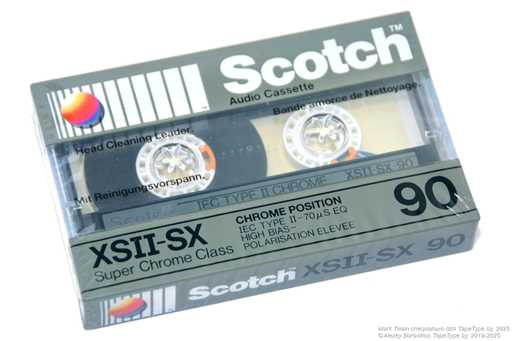 Scotch™
Audio Cassette
Bande amorce de Nettoyage.
Head Cleaning Leader.
Mit Reinigungsvorspann.
Scotch
IEC TYPE II CHROME XSII-SX 90
XSII-SX
Super Chrome Class
CHROME POSITION
IEC TYPE II-70µS EQ
HIGH BIAS-
POLARISATION ELEVEE
90
Scotch XSII-SX 90